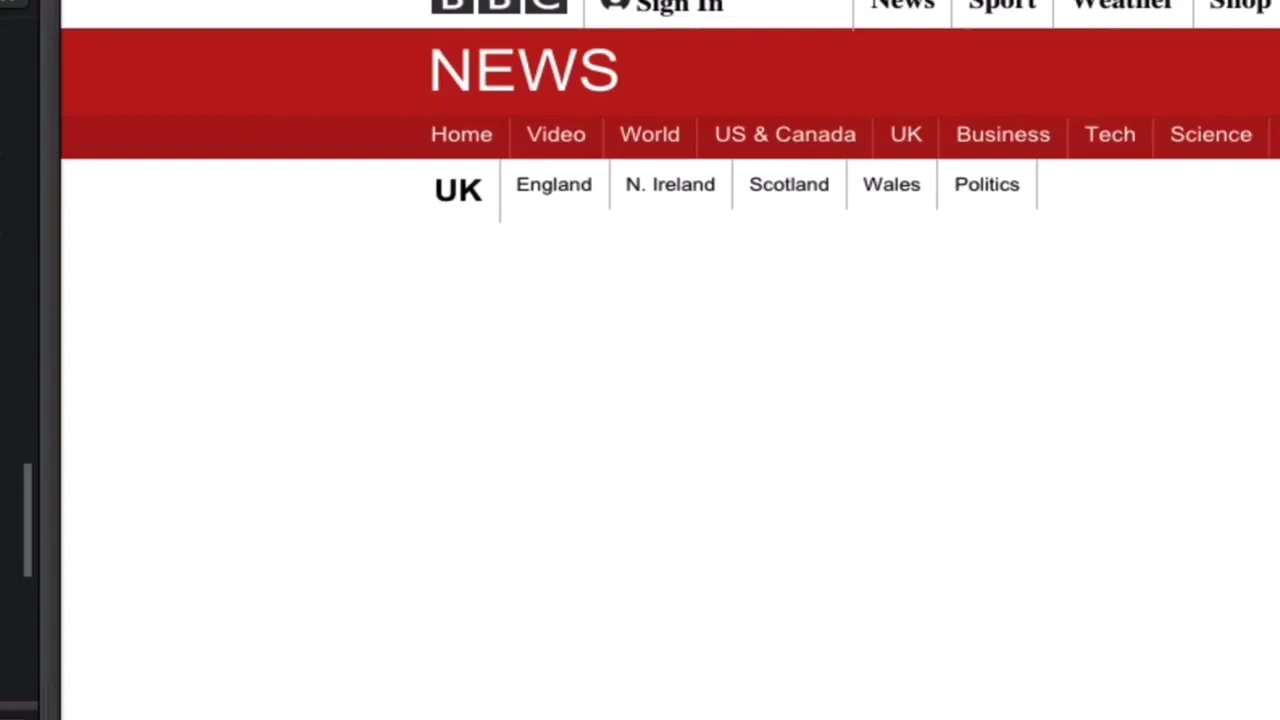 BBC Sign In News Sport Weather Shop
NEWS
Home Video World US & Canada UK Business Tech Science
UK England N. Ireland Scotland Wales Politics